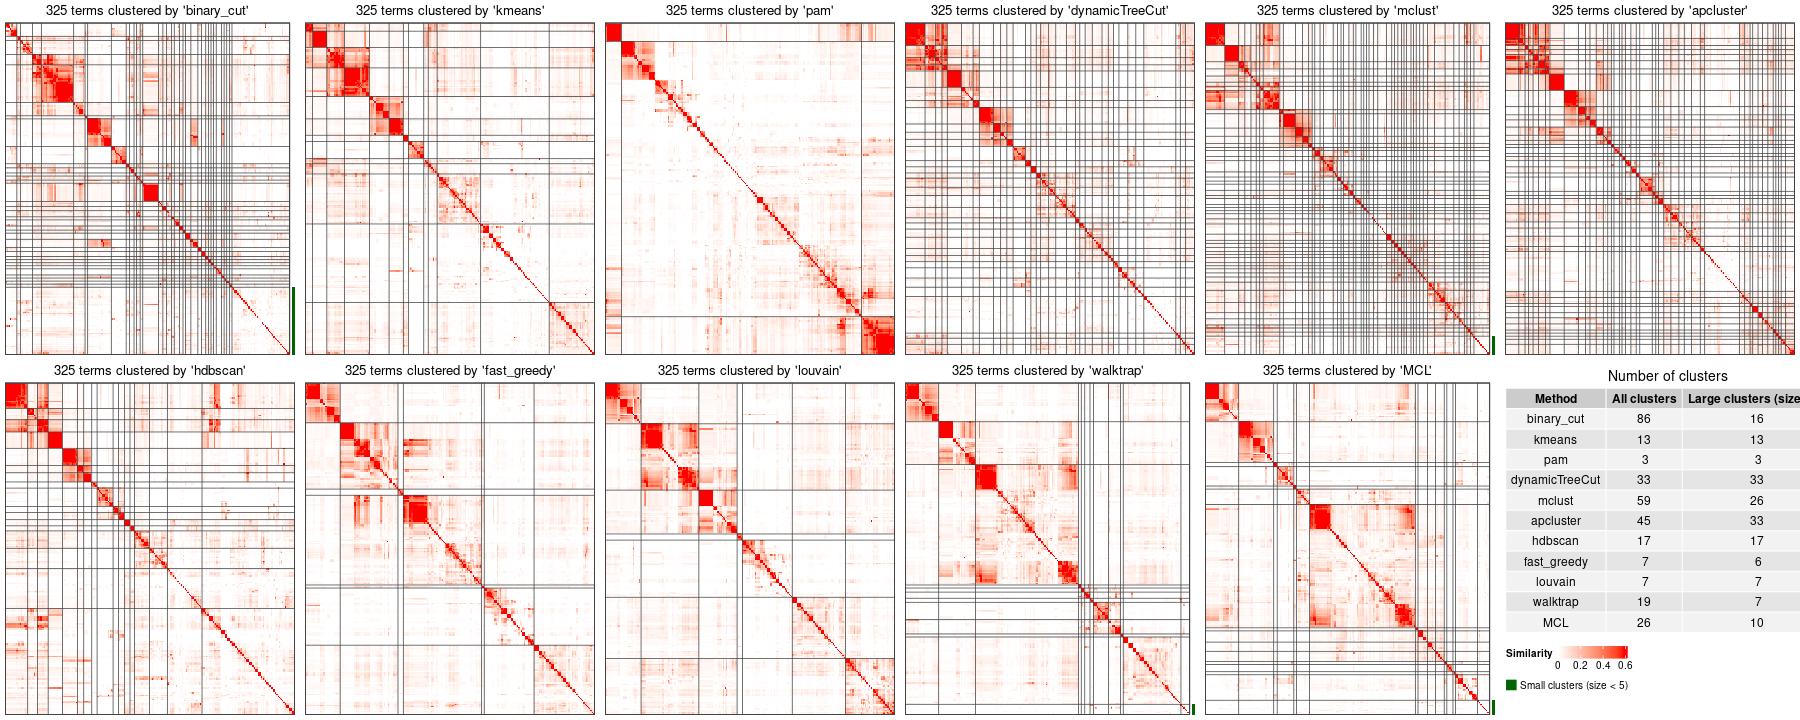 325 terms clustered by 'binary_cut'
325 terms clustered by 'kmeans'
325 terms clustered by 'pam'
325 terms clustered by 'dynamicTreeCut'
325 terms clustered by 'mclust'
325 terms clustered by 'apcluster'
325 terms clustered by 'hdbscan'
325 terms clustered by 'fast_greedy'
325 terms clustered by 'louvain'
325 terms clustered by 'walktrap'
325 terms clustered by 'MCL'
Number of clusters
Method All clusters Large clusters (size
binary_cut 86 16
kmeans 13 13
pam 3 3
dynamicTreeCut 33 33
mclust 59 26
apcluster 45 33
hdbscan 17 17
fast_greedy 7 6
louvain 7 7
walktrap 19 7
MCL 26 10
Similarity
0 0.2 0.4 0.6
Small clusters (size < 5)